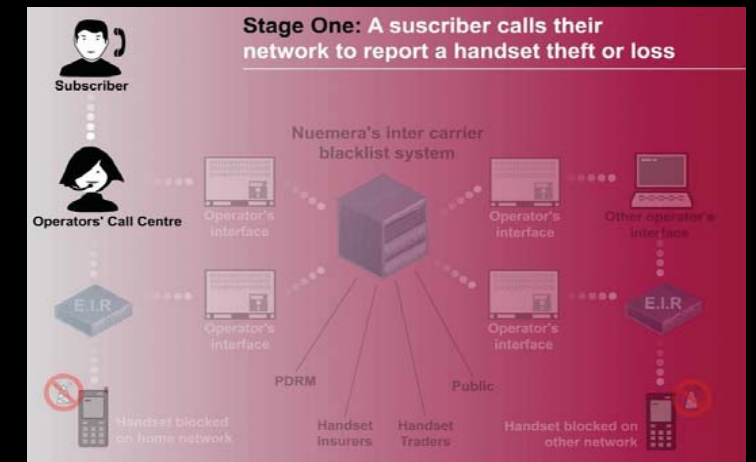 Stage One: A suscriber calls their
network to report a handset theft or loss
Subscriber
Nuemera's inter carrier
blacklist system
Operators' Call Centre
Operator's
interface
Operator's
interface
Other operator's
interface
E.I.R
Operator's
interface
Operator's
interface
E.I.R
PDRM
Handset
Insurers
Handset
Traders
Public
Handset blocked
on home network
Handset blocked on
other network